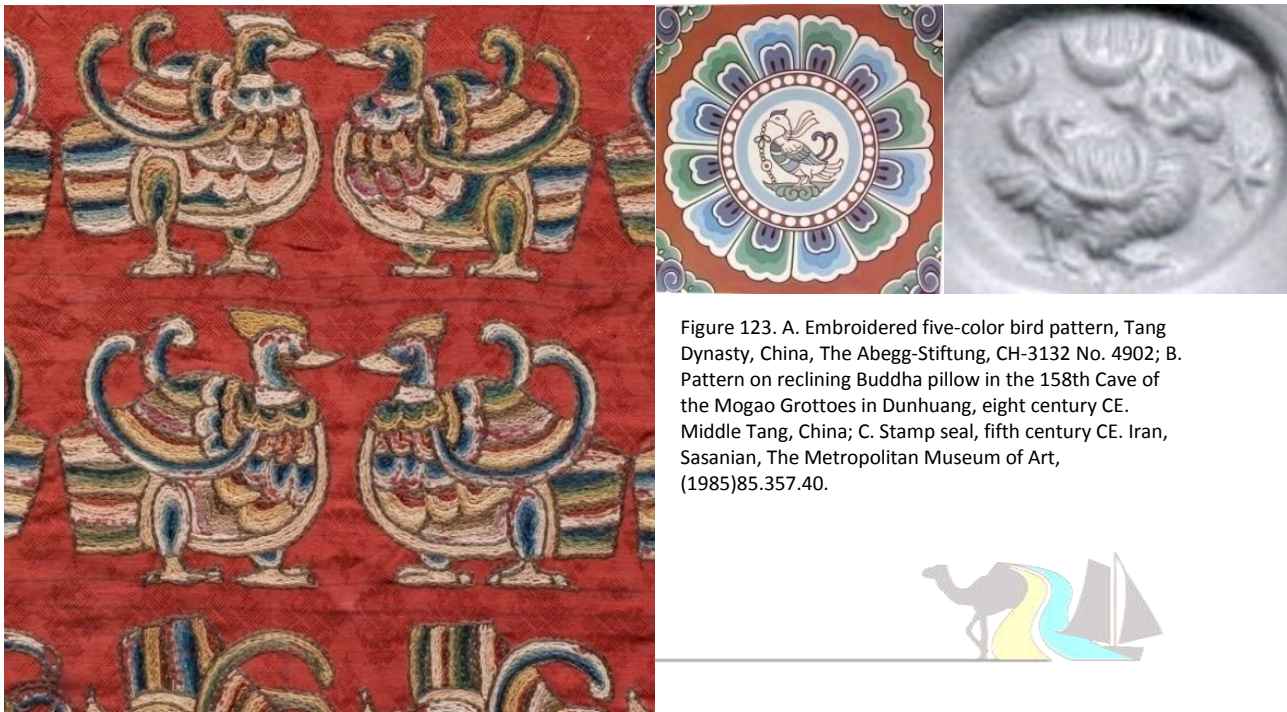 Figure 123. A. Embroidered five-color bird pattern, Tang
Dynasty, China, The Abegg-Stiftung, CH-3132 No. 4902; B.
Pattern on reclining Buddha pillow in the 158th Cave of
the Mogao Grottoes in Dunhuang, eight century CE.
Middle Tang, China; C. Stamp seal, fifth century CE. Iran,
Sasanian, The Metropolitan Museum of Art,
(1985)85.357.40.